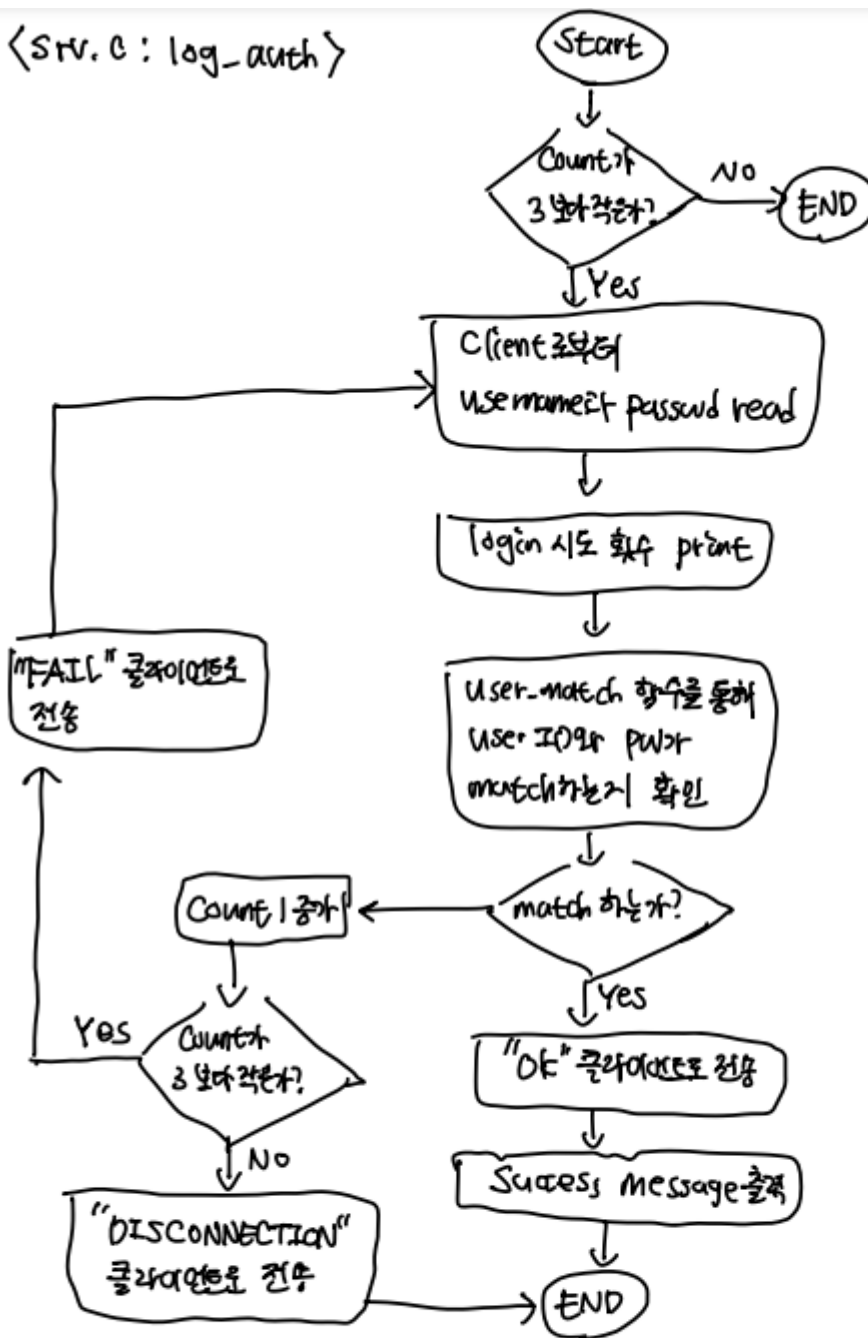 <srv.c : log_auth>
Start
Count가
3보다 작은가?
NO
END
Yes
Client로부터
username과 passwd read
login 시도 횟수 print
"FAIL" 클라이언트로
전송
user_match 함수를 통해
user ID와 pw가
match하는지 확인
Count 1 증가
match 하는가?
Yes
YES
Count가
3보다 작은가?
"OK" 클라이언트로 전송
NO
Success message 출력
"DISCONNECTION"
클라이언트로 전송
END